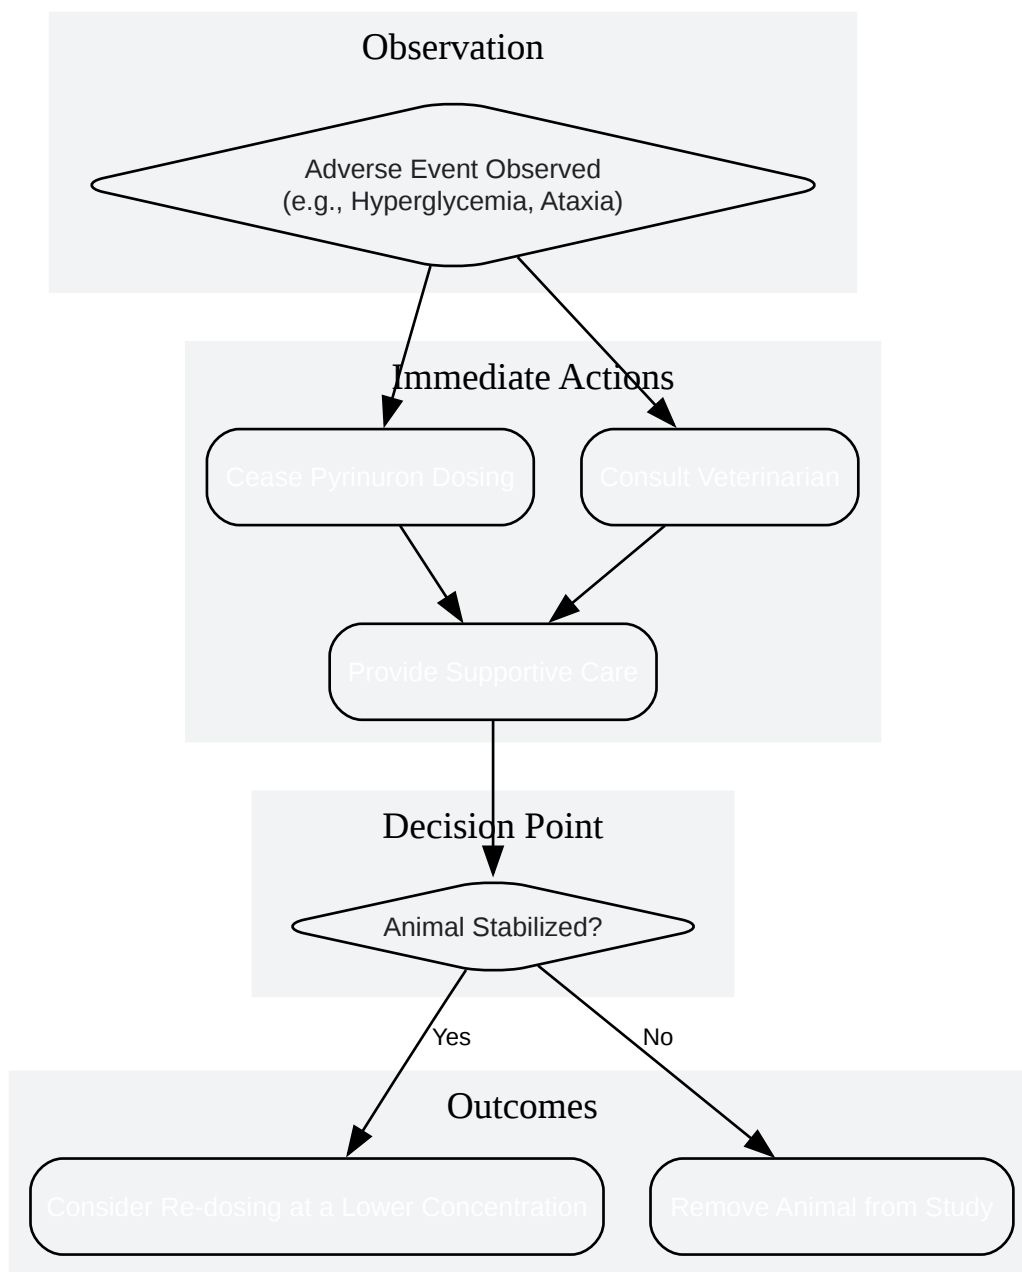 Observation
Adverse Event Observed
(e.g., Hyperglycemia, Ataxia)
Immediate Actions
Cease Pyrinuron Dosing
Consult Veterinarian
Provide Supportive Care
Decision Point
Animal Stabilized?
Yes
No
Outcomes
Consider Re-dosing at a Lower Concentration
Remove Animal from Study